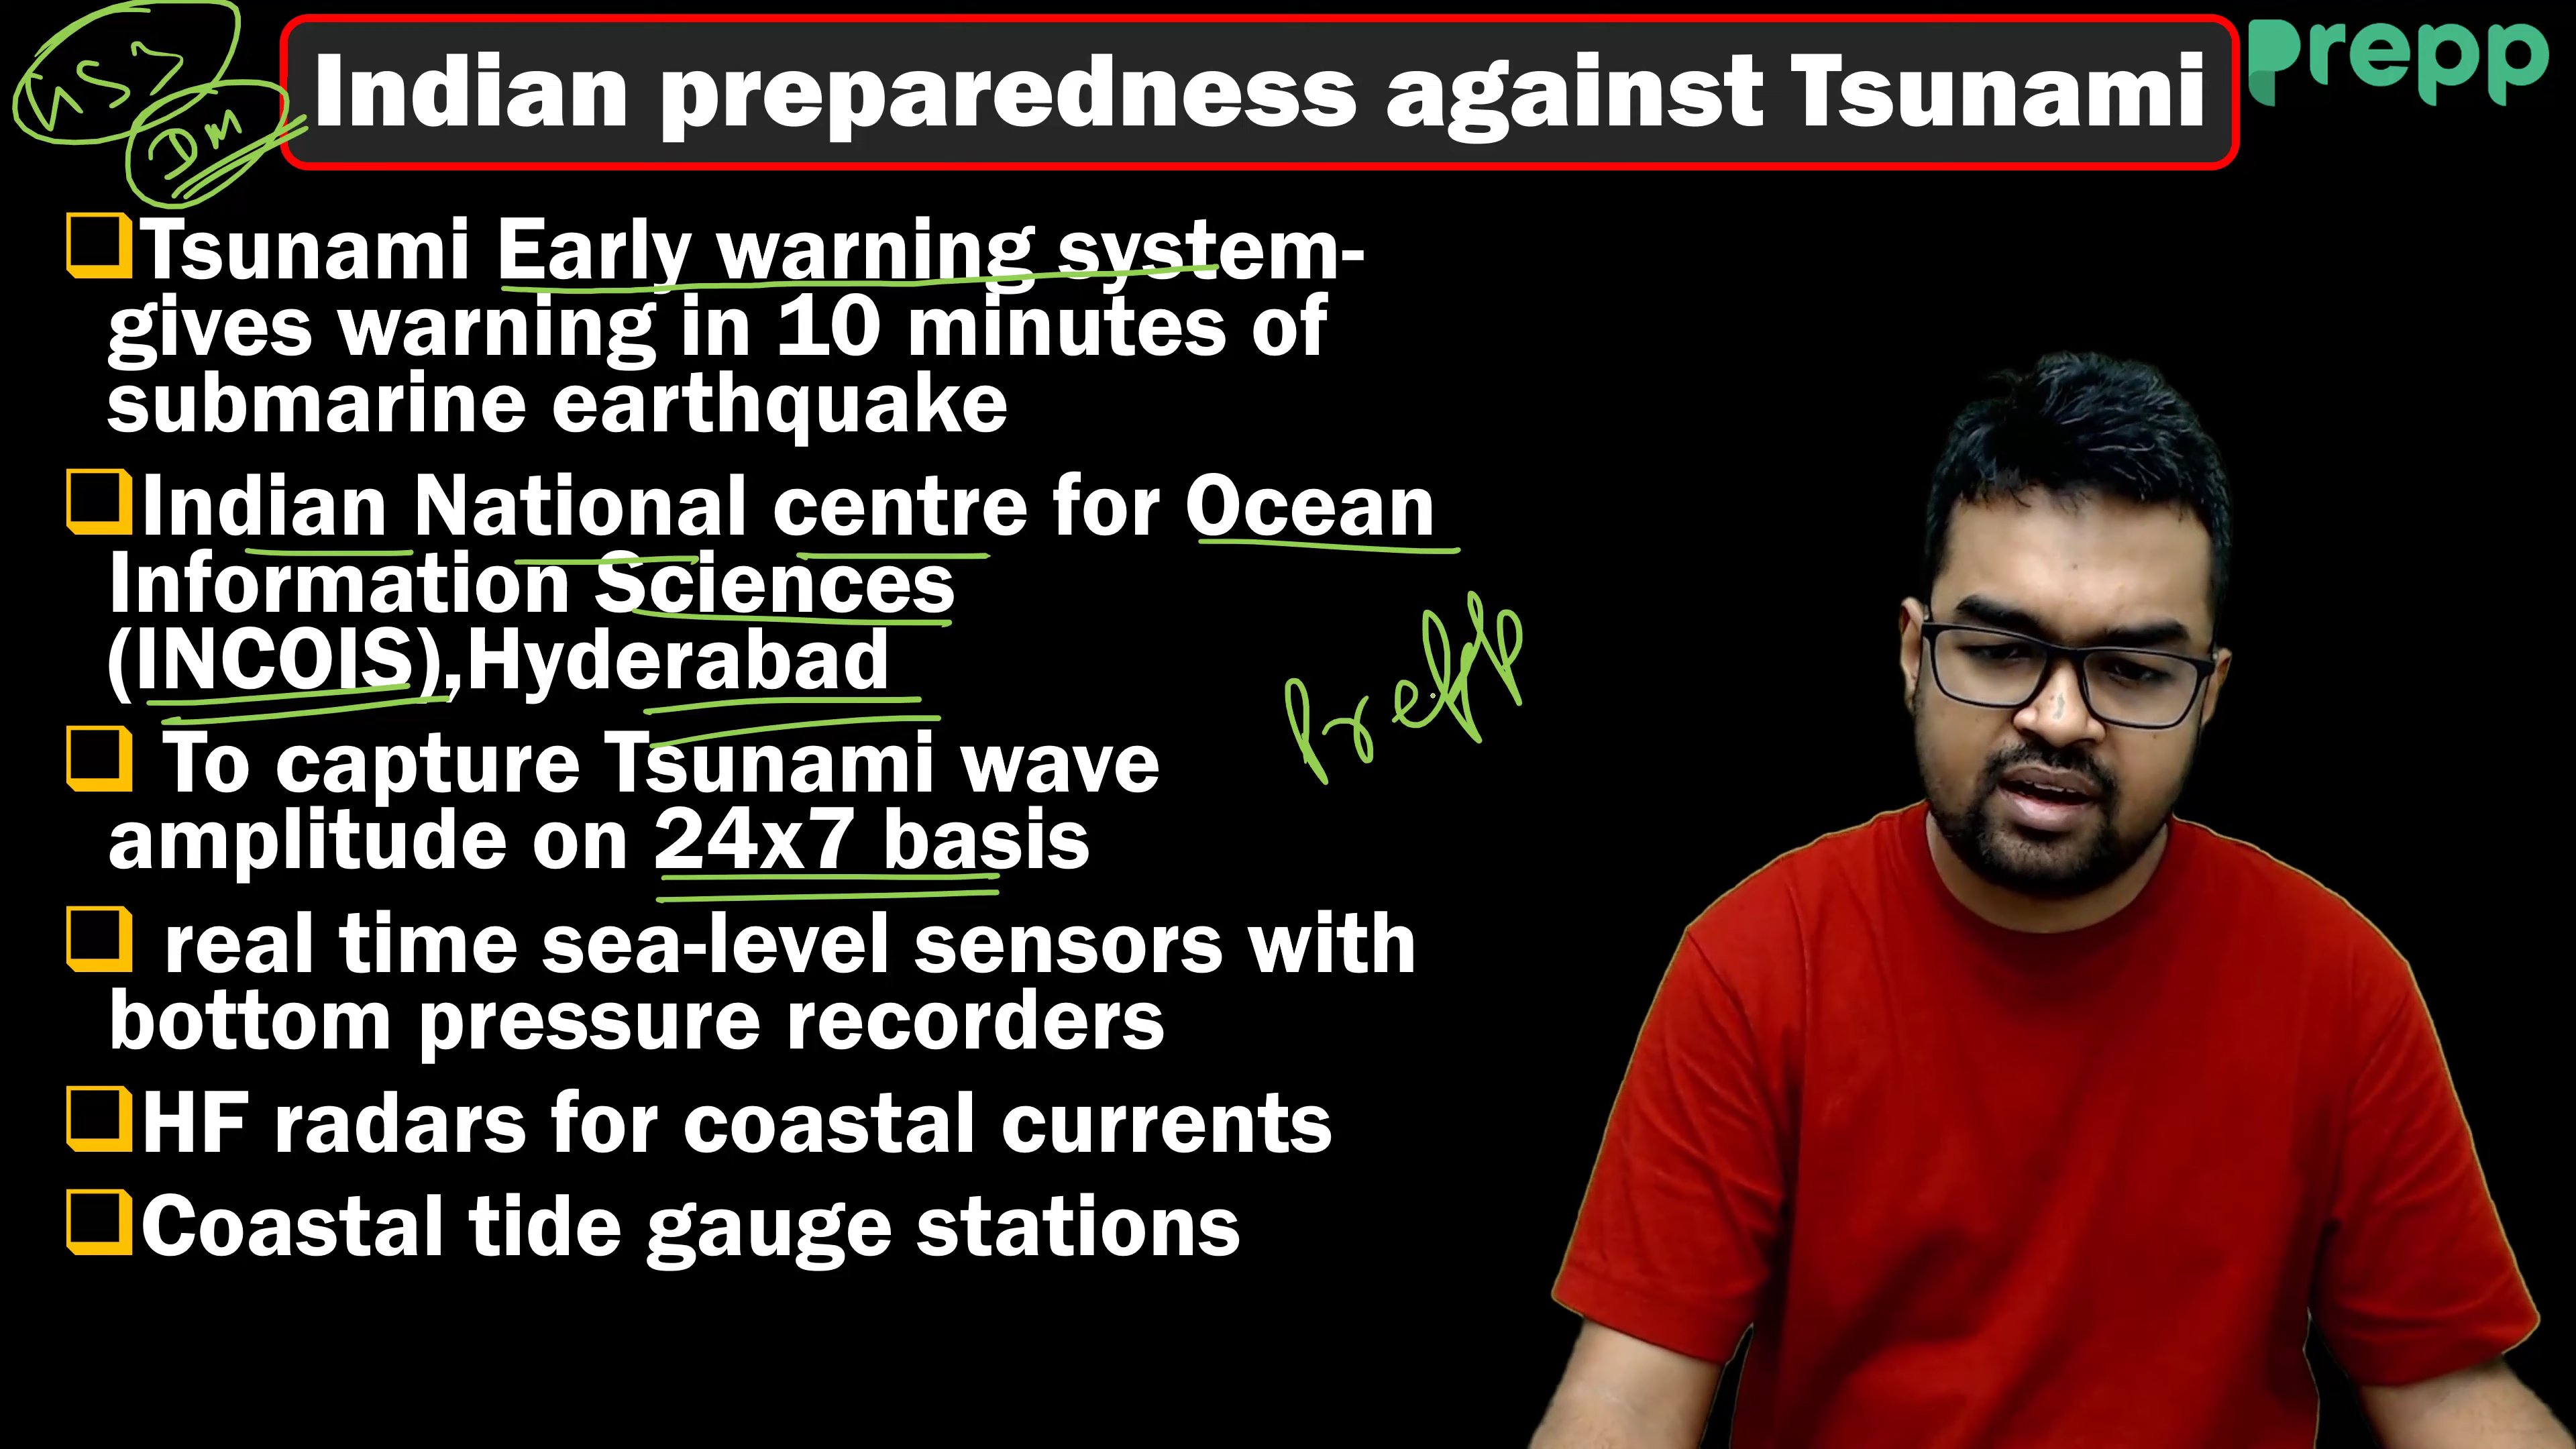 Indian preparedness against Tsunami
prepp
DM
Tsunami Early warning system-
gives warning in 10 minutes of
submarine earthquake
Indian National centre for Ocean
Information Sciences
(INCOIS),Hyderabad
Prepp
To capture Tsunami wave
amplitude on 24x7 basis
real time sea-level sensors with
bottom pressure recorders
HF radars for coastal currents
Coastal tide gauge stations